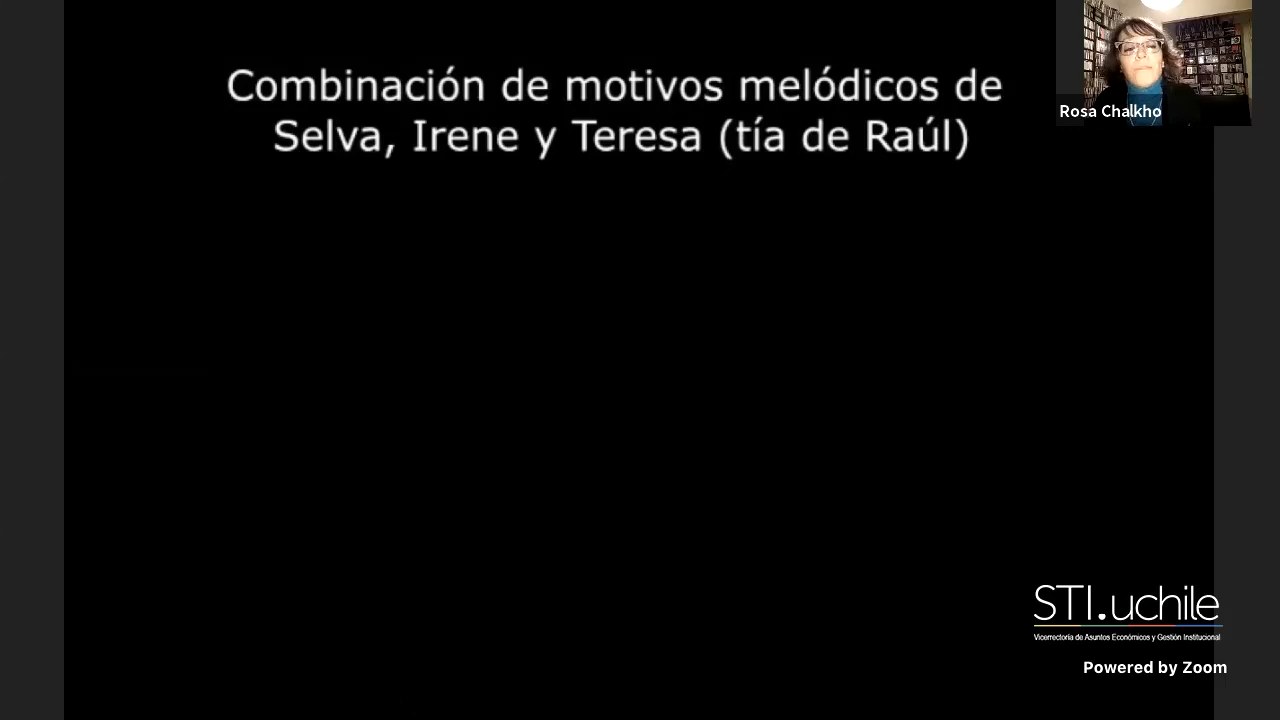 Combinación de motivos melódicos de
Selva, Irene y Teresa (tía de Raúl)
Rosa Chalkho
STI.uchile
Vicerrectoría de Asuntos Económicos y Gestión Institucional
Powered by Zoom